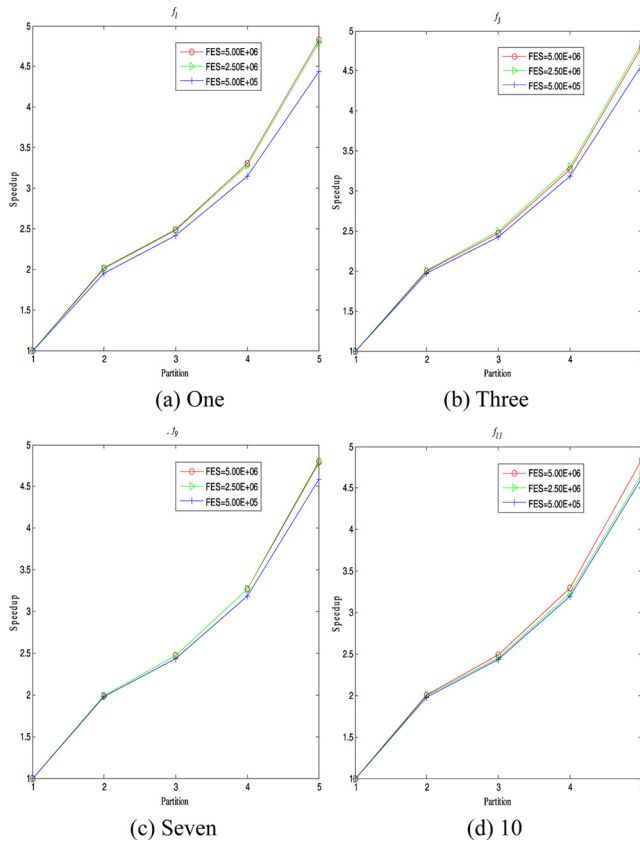 f1
5
4.5
4
3.5
3
2.5
2
1.5
1
Speedup
FES=5.00E+06
FES=2.50E+06
FES=5.00E+05
1 2 3 4 5
Partition
(a) One
f3
5
4.5
4
3.5
3
2.5
2
1.5
1
Speedup
FES=5.00E+06
FES=2.50E+06
FES=5.00E+05
1 2 3 4
Partition
(b) Three
5
4.5
4
3.5
3
2.5
2
1.5
1
Speedup
FES=5.00E+06
FES=2.50E+06
FES=5.00E+05
1 2 3 4 5
Partition
(c) Seven
f11
5
4.5
4
3.5
3
2.5
2
1.5
1
Speedup
FES=5.00E+06
FES=2.50E+06
FES=5.00E+05
1 2 3 4
Partition
(d) 10